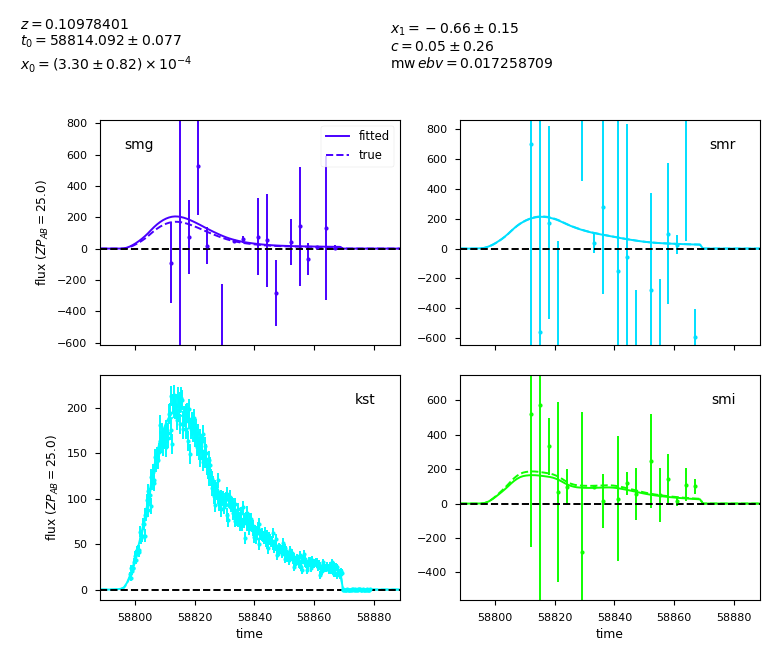 z = 0.10978401
t₀ = 58814.092 ± 0.077
x₀ = (3.30 ± 0.82) × 10⁻⁴
x₁ = −0.66 ± 0.15
c = 0.05 ± 0.26
mw ebv = 0.017258709
smg
fitted
true
800
600
400
200
0
−200
−400
−600
flux (ZP_AB = 25.0)
smr
800
600
400
200
0
−200
−400
−600
kst
200
150
100
50
0
flux (ZP_AB = 25.0)
58800 58820 58840 58860 58880
time
smi
600
400
200
0
−200
−400
58800 58820 58840 58860 58880
time